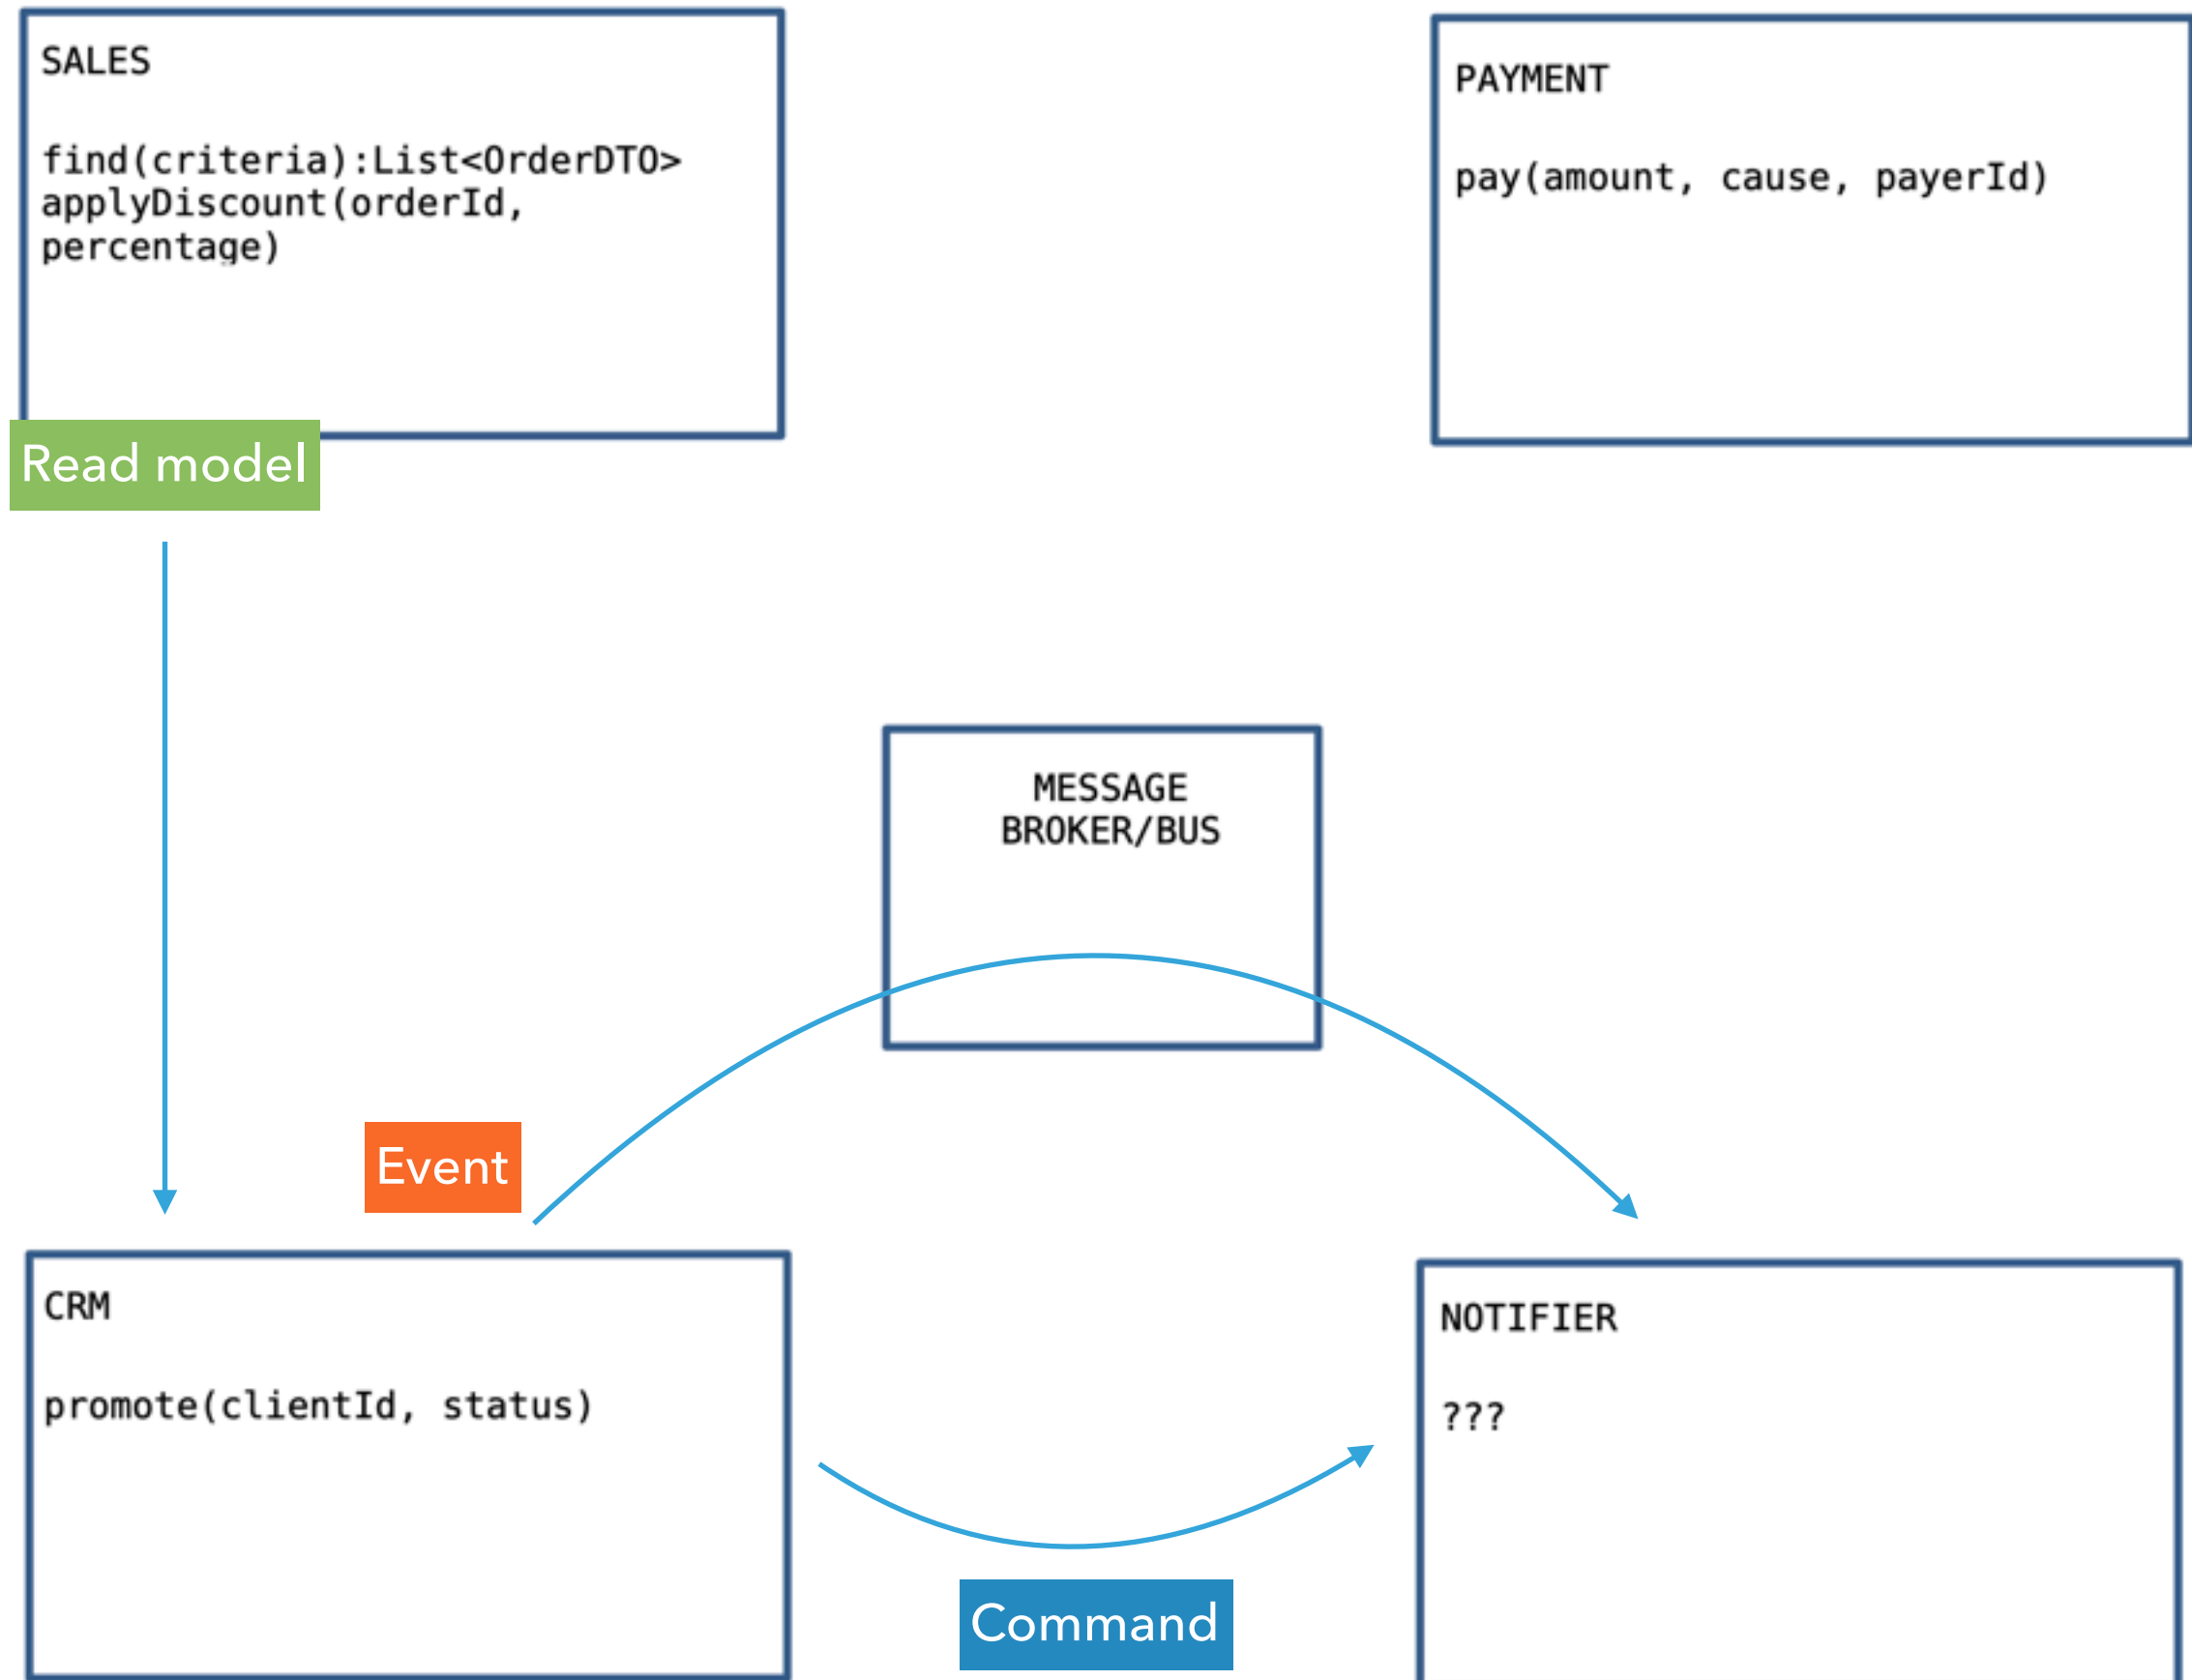 SALES
find(criteria):List<OrderDTO>
applyDiscount(orderId,
percentage)
Read model
PAYMENT
pay(amount, cause, payerId)
MESSAGE
BROKER/BUS
Event
CRM
promote(clientId, status)
Command
NOTIFIER
???